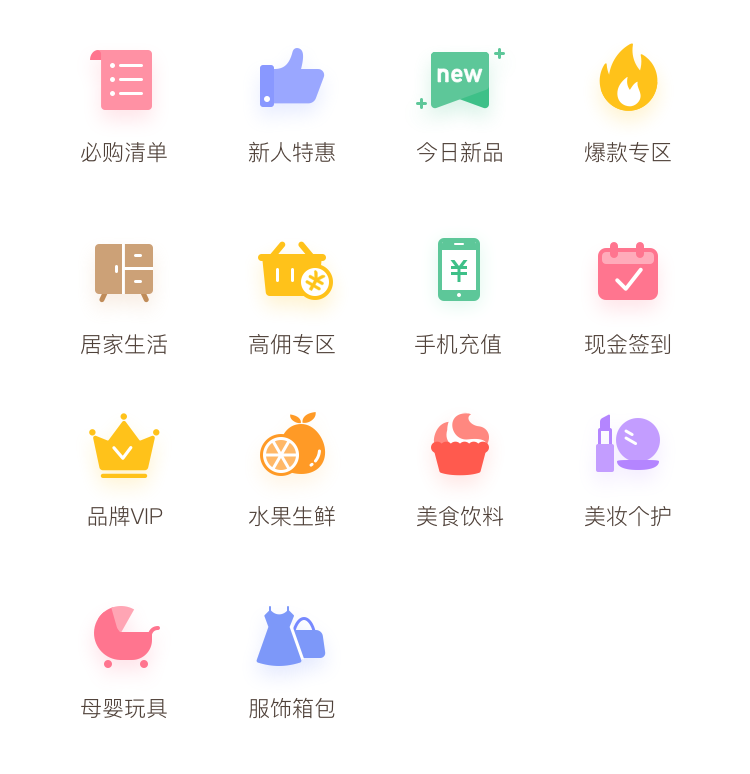 new
必购清单
新人特惠
今日新品
爆款专区
¥
居家生活
高佣专区
手机充值
现金签到
品牌VIP
水果生鲜
美食饮料
美妆个护
母婴玩具
服饰箱包